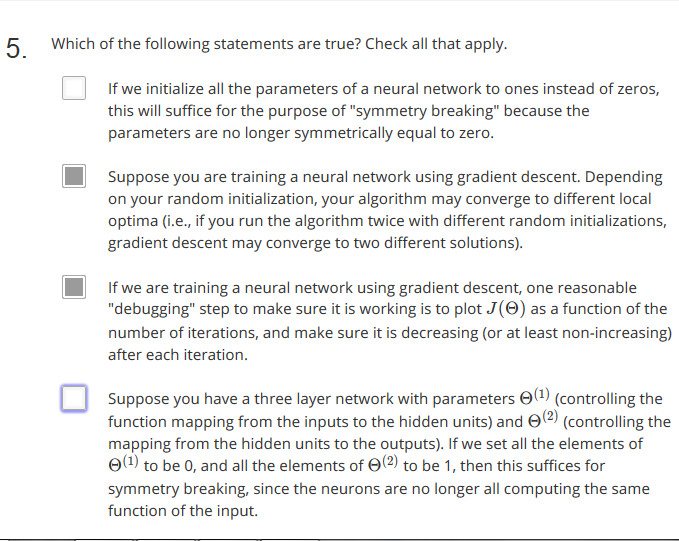 5. Which of the following statements are true? Check all that apply.
If we initialize all the parameters of a neural network to ones instead of zeros,
this will suffice for the purpose of "symmetry breaking" because the
parameters are no longer symmetrically equal to zero.
Suppose you are training a neural network using gradient descent. Depending
on your random initialization, your algorithm may converge to different local
optima (i.e., if you run the algorithm twice with different random initializations,
gradient descent may converge to two different solutions).
If we are training a neural network using gradient descent, one reasonable
"debugging" step to make sure it is working is to plot J(Θ) as a function of the
number of iterations, and make sure it is decreasing (or at least non-increasing)
after each iteration.
Suppose you have a three layer network with parameters Θ⁽¹⁾ (controlling the
function mapping from the inputs to the hidden units) and Θ⁽²⁾ (controlling the
mapping from the hidden units to the outputs). If we set all the elements of
Θ⁽¹⁾ to be 0, and all the elements of Θ⁽²⁾ to be 1, then this suffices for
symmetry breaking, since the neurons are no longer all computing the same
function of the input.